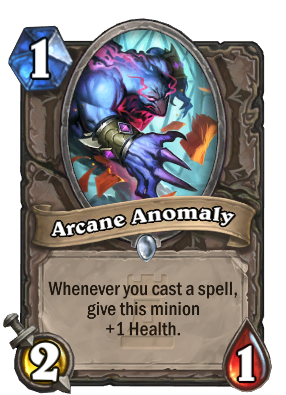 1
Arcane Anomaly
Whenever you cast a spell,
give this minion
+1 Health.
2
1